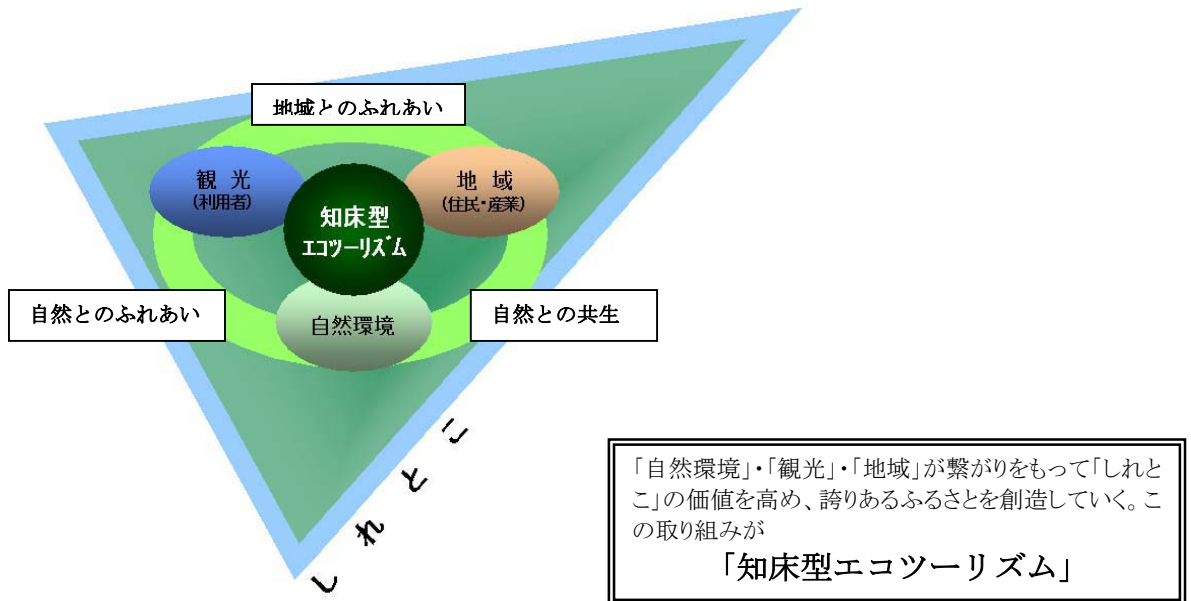 地域とのふれあい
観 光
(利用者)
地 域
(住民・産業)
知床型
エコツーリズム
自然とのふれあい
自然環境
自然との共生
しれとこ
「自然環境」・「観光」・「地域」が繋がりをもって「しれと
こ」の価値を高め、誇りあるふるさとを創造していく。こ
の取り組みが
「知床型エコツーリズム」